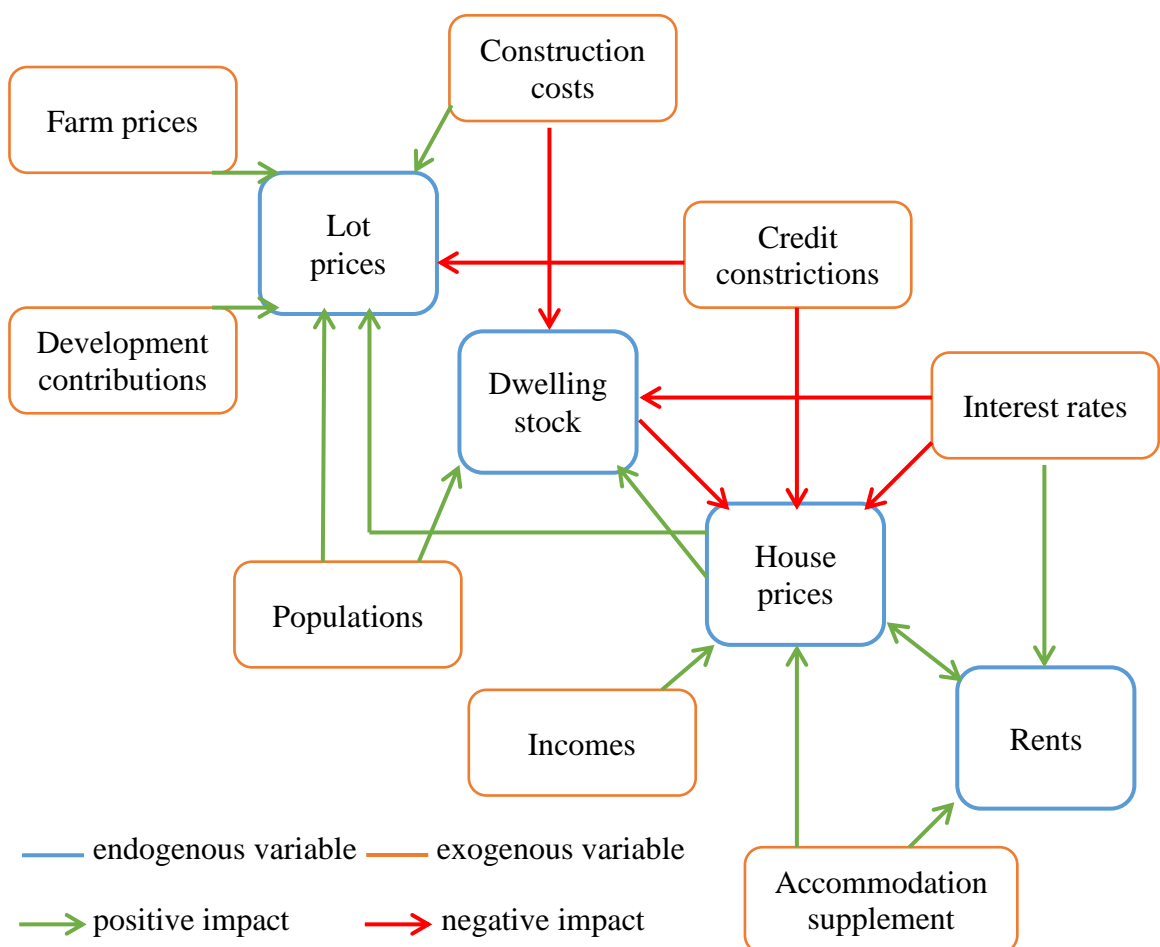 Construction
costs
Farm prices
Lot
prices
Credit
constrictions
Development
contributions
Dwelling
stock
Interest rates
House
prices
Populations
Incomes
Rents
endogenous variable
exogenous variable
Accommodation
supplement
positive impact
negative impact